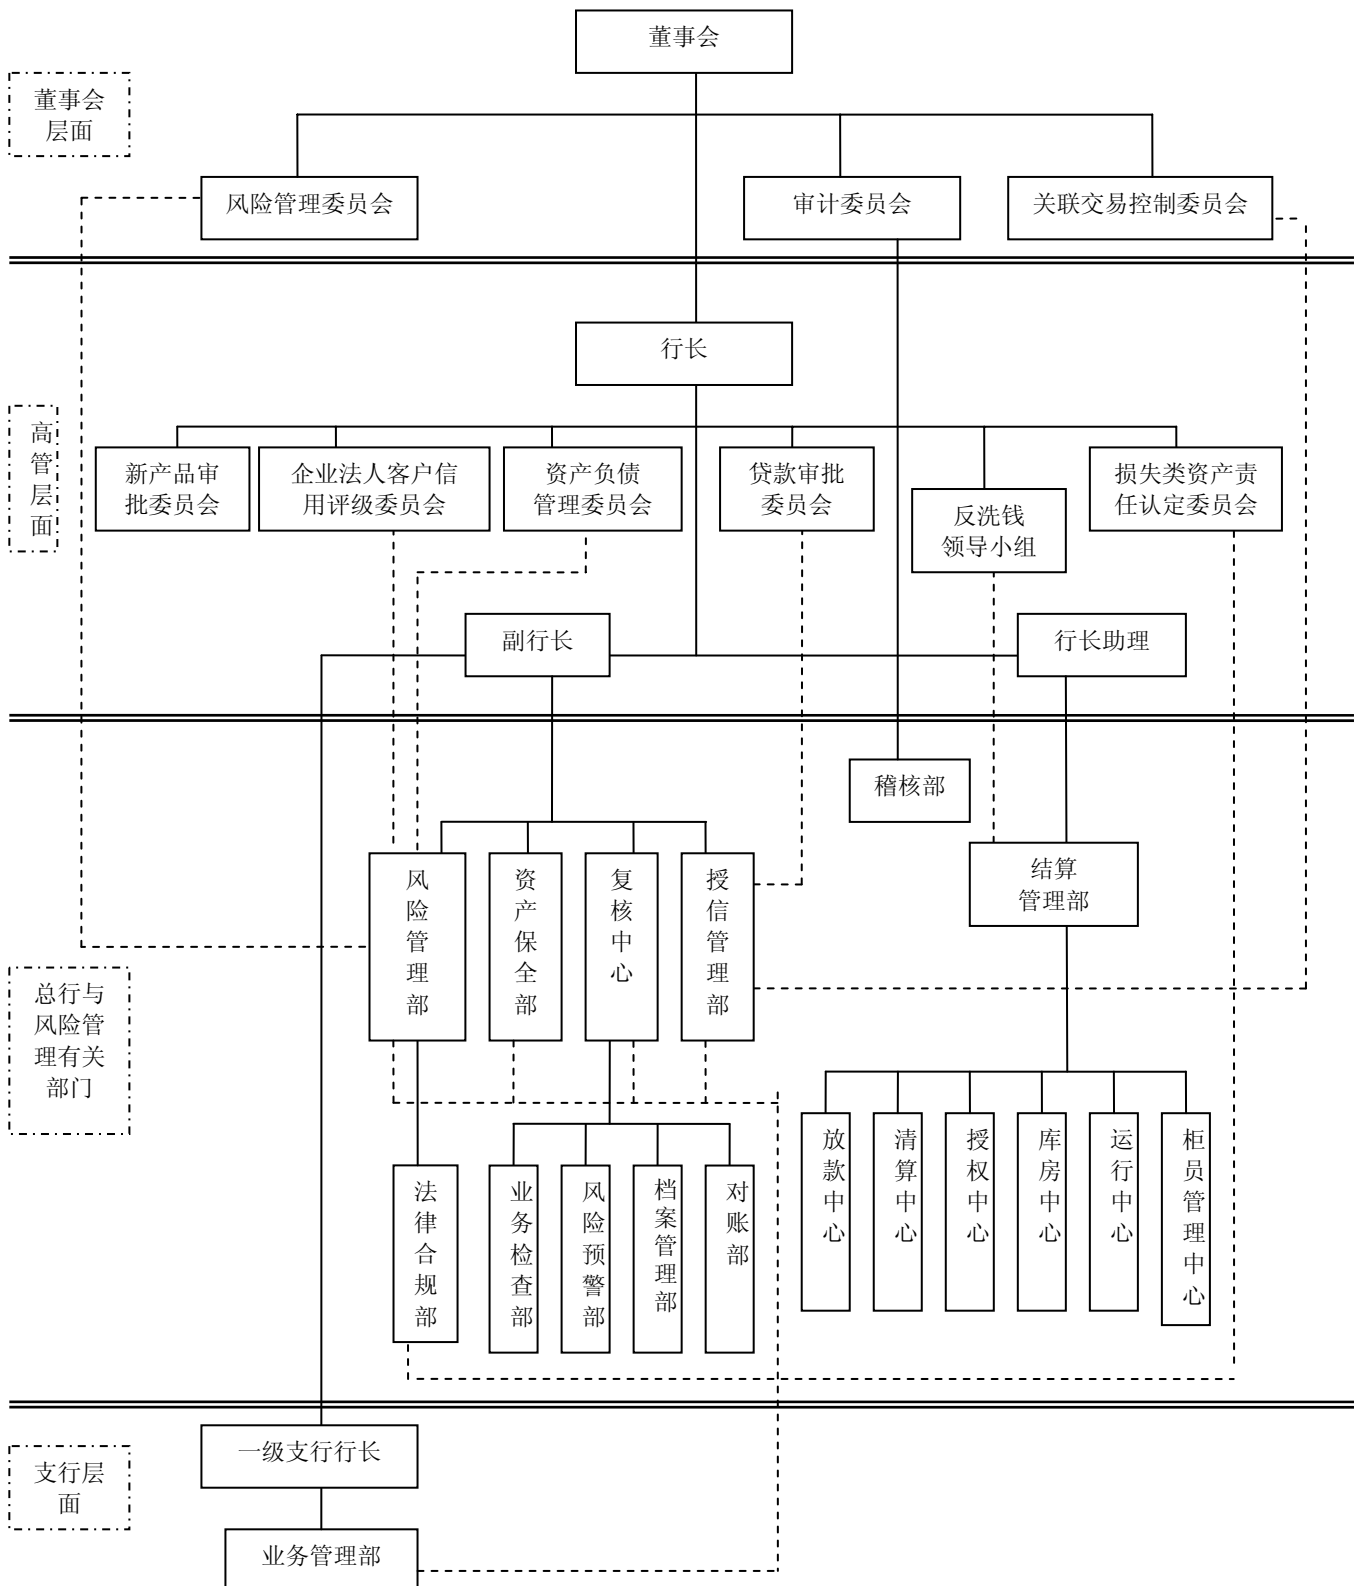 董事会
董事会
层面
风险管理委员会
审计委员会
关联交易控制委员会
行长
高管层面
新产品审
批委员会
企业法人客户信
用评级委员会
资产负债
管理委员会
贷款审批
委员会
反洗钱
领导小组
损失类资产责
任认定委员会
副行长
行长助理
稽核部
风险管理部
资产保全部
复核中心
授信管理部
结算
管理部
总行与
风险管
理有关
部门
放款中心
清算中心
授权中心
库房中心
运行中心
柜员管理中心
法律合规部
业务检查部
风险预警部
档案管理部
对账部
一级支行行长
支行层
面
业务管理部